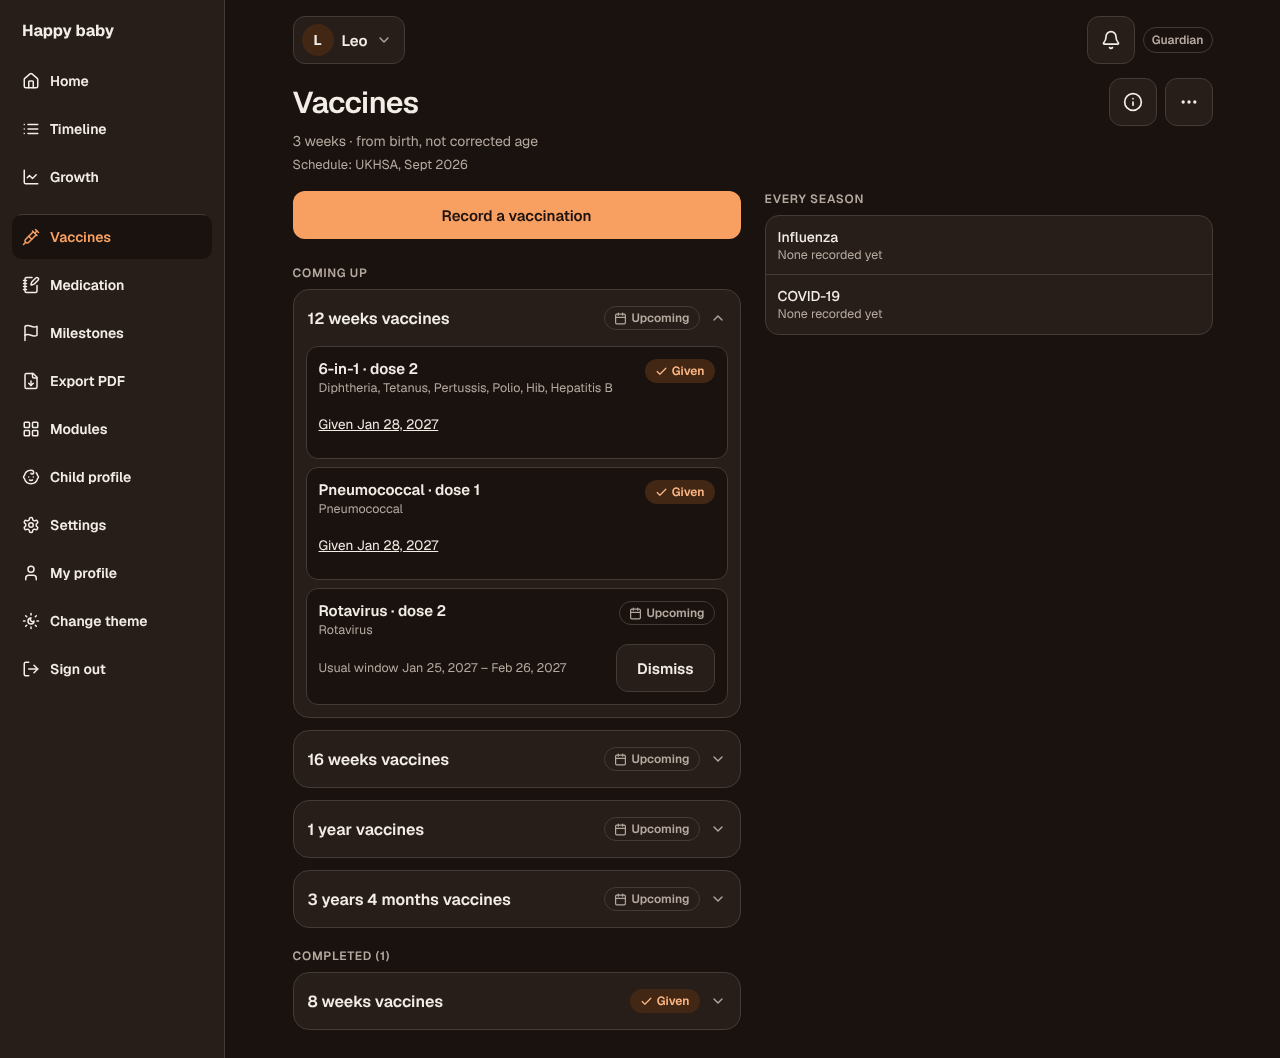 Happy baby
Home
Timeline
Growth
Vaccines
Medication
Milestones
Export PDF
Modules
Child profile
Settings
My profile
Change theme
Sign out
L Leo
Guardian
Vaccines
3 weeks · from birth, not corrected age
Schedule: UKHSA, Sept 2026
Record a vaccination
COMING UP
12 weeks vaccines Upcoming
6-in-1 · dose 2 Given
Diphtheria, Tetanus, Pertussis, Polio, Hib, Hepatitis B
Given Jan 28, 2027
Pneumococcal · dose 1 Given
Pneumococcal
Given Jan 28, 2027
Rotavirus · dose 2 Upcoming
Rotavirus
Usual window Jan 25, 2027 – Feb 26, 2027 Dismiss
16 weeks vaccines Upcoming
1 year vaccines Upcoming
3 years 4 months vaccines Upcoming
COMPLETED (1)
8 weeks vaccines Given
EVERY SEASON
Influenza
None recorded yet
COVID-19
None recorded yet